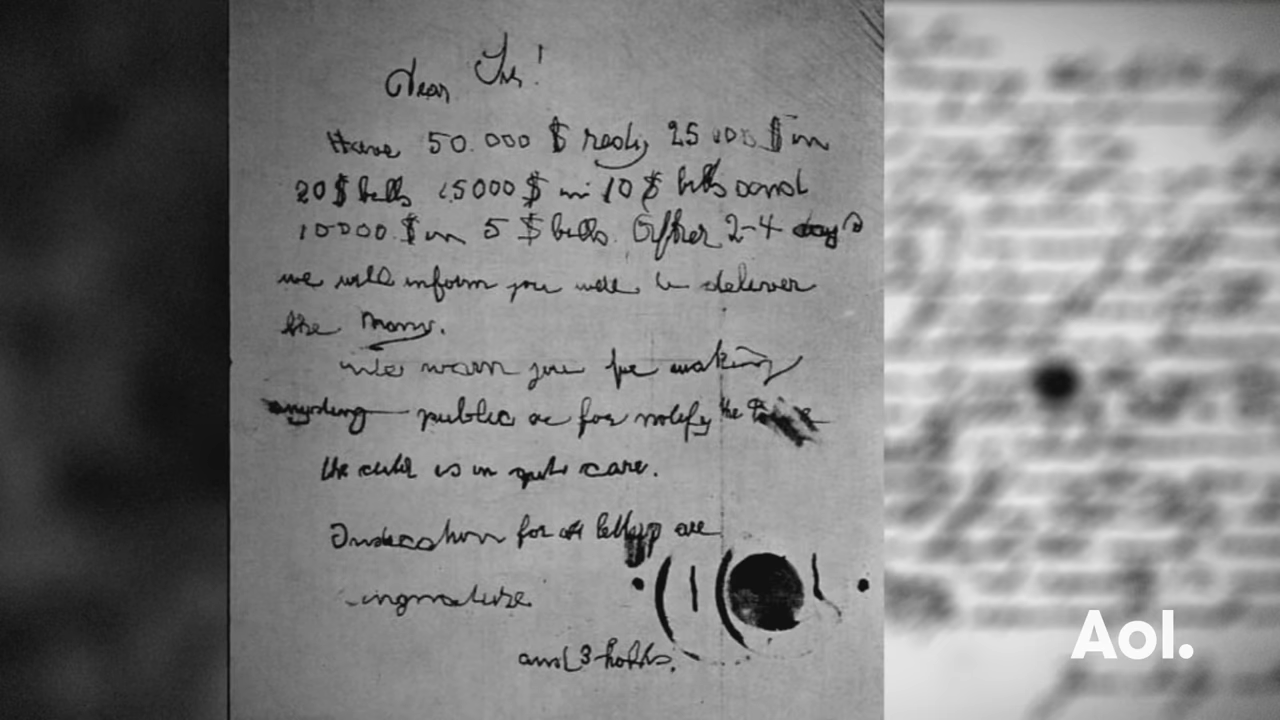 Dear Sir!
Have 50.000 $ redy 25 000 $ in
20 $ bills 15000 $ in 10 $ bills and
10000 $ in 5 $ bills. After 2-4 days
we will inform you were to deliver
the Mony.
We warn you for making
anyding public or for notify the
the child is in gute care.
Indication for all letters are
singnature
and 3 holds.
Aol.